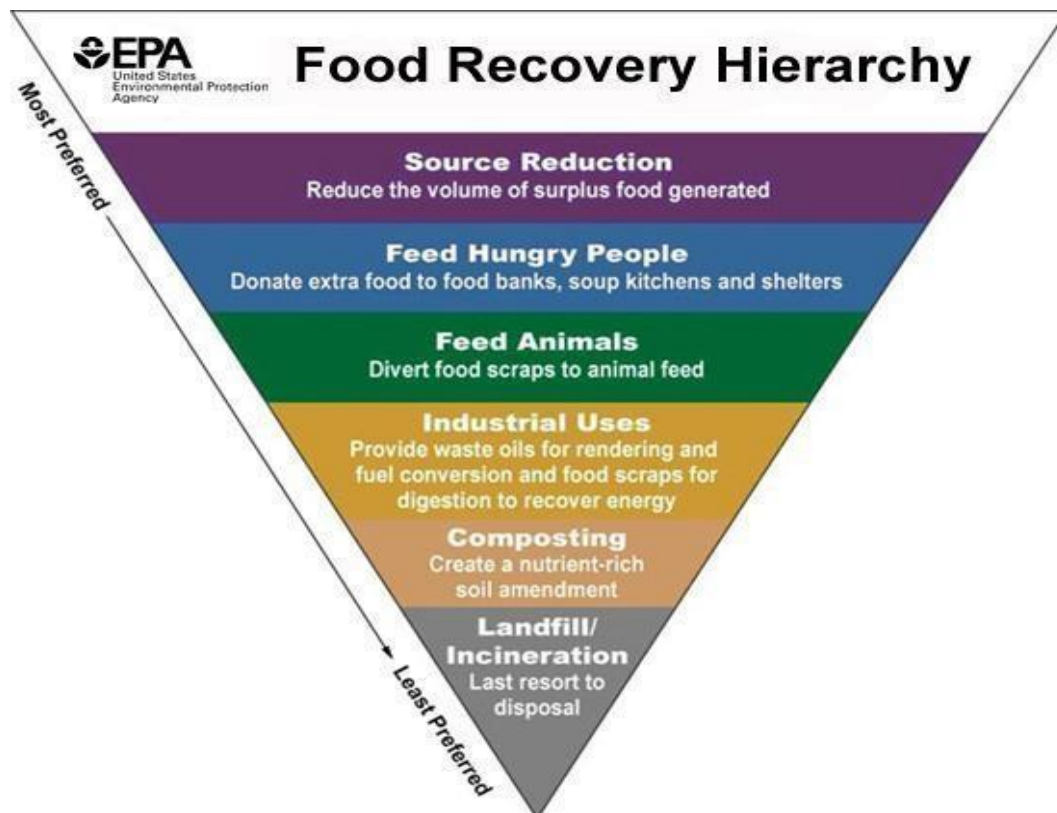 EPA
United States
Environmental Protection
Agency
Food Recovery Hierarchy
Most Preferred
Source Reduction
Reduce the volume of surplus food generated
Feed Hungry People
Donate extra food to food banks, soup kitchens and shelters
Feed Animals
Divert food scraps to animal feed
Industrial Uses
Provide waste oils for rendering and
fuel conversion and food scraps for
digestion to recover energy
Composting
Create a nutrient-rich
soil amendment
Landfill/
Incineration
Last resort to
disposal
Least Preferred